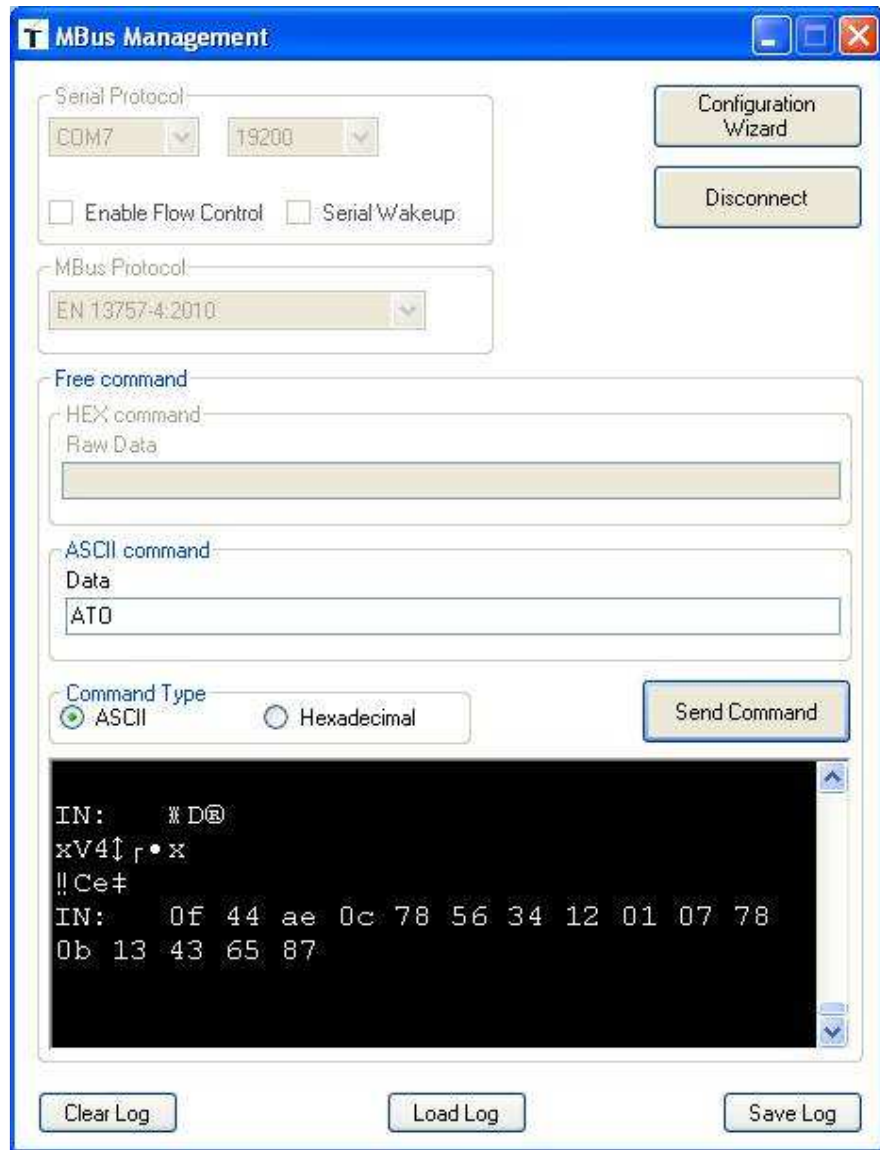 MBus Management
Serial Protocol
COM7 19200
Enable Flow Control Serial Wakeup
Configuration
Wizard
Disconnect
MBus Protocol
EN 13757-4:2010
Free command
HEX command
Raw Data
ASCII command
Data
ATO
Command Type
ASCII Hexadecimal
Send Command
IN: D®
xV4↕┌•x
‼Ce‡
IN: 0f 44 ae 0c 78 56 34 12 01 07 78
0b 13 43 65 87
Clear Log Load Log Save Log